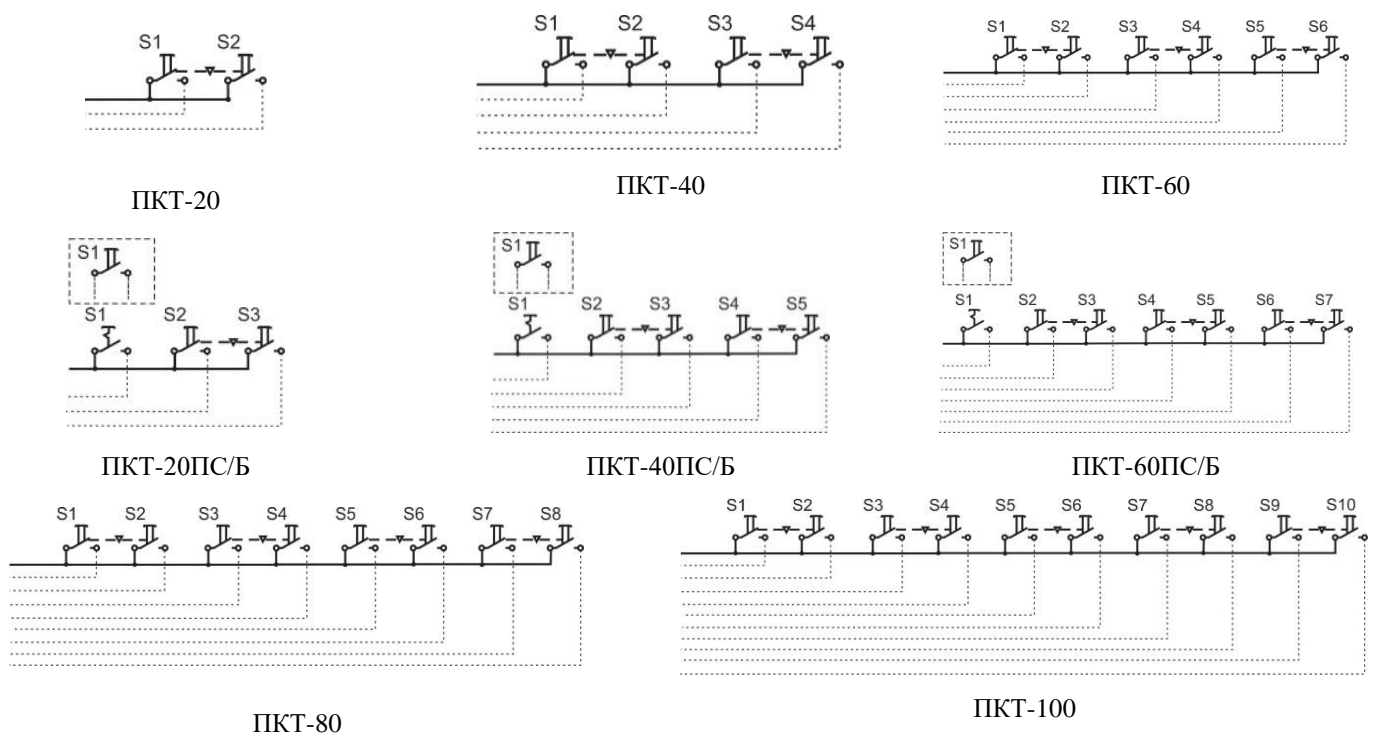 S1 S2
S1 S2 S3 S4
S1 S2 S3 S4 S5 S6
ПКТ-20
ПКТ-40
ПКТ-60
S1
S1 S2 S3
S1
S1 S2 S3 S4 S5
S1
S1 S2 S3 S4 S5 S6 S7
ПКТ-20ПС/Б
ПКТ-40ПС/Б
ПКТ-60ПС/Б
S1 S2 S3 S4 S5 S6 S7 S8
S1 S2 S3 S4 S5 S6 S7 S8 S9 S10
ПКТ-80
ПКТ-100